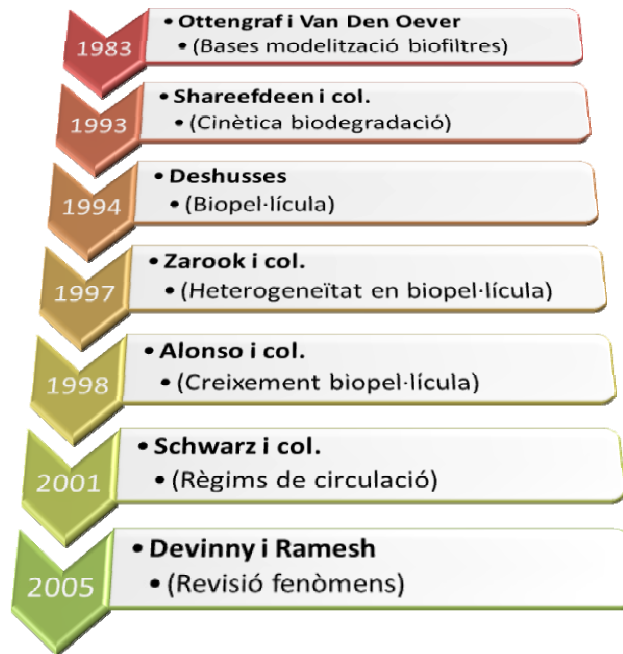 1983
• Ottengraf i Van Den Oever
• (Bases modelització biofiltres)
1993
• Shareefdeen i col.
• (Cinètica biodegradació)
1994
• Deshusses
• (Biopel·lícula)
1997
• Zarook i col.
• (Heterogeneïtat en biopel·lícula)
1998
• Alonso i col.
• (Creixement biopel·lícula)
2001
• Schwarz i col.
• (Règims de circulació)
2005
• Devinny i Ramesh
• (Revisió fenòmens)